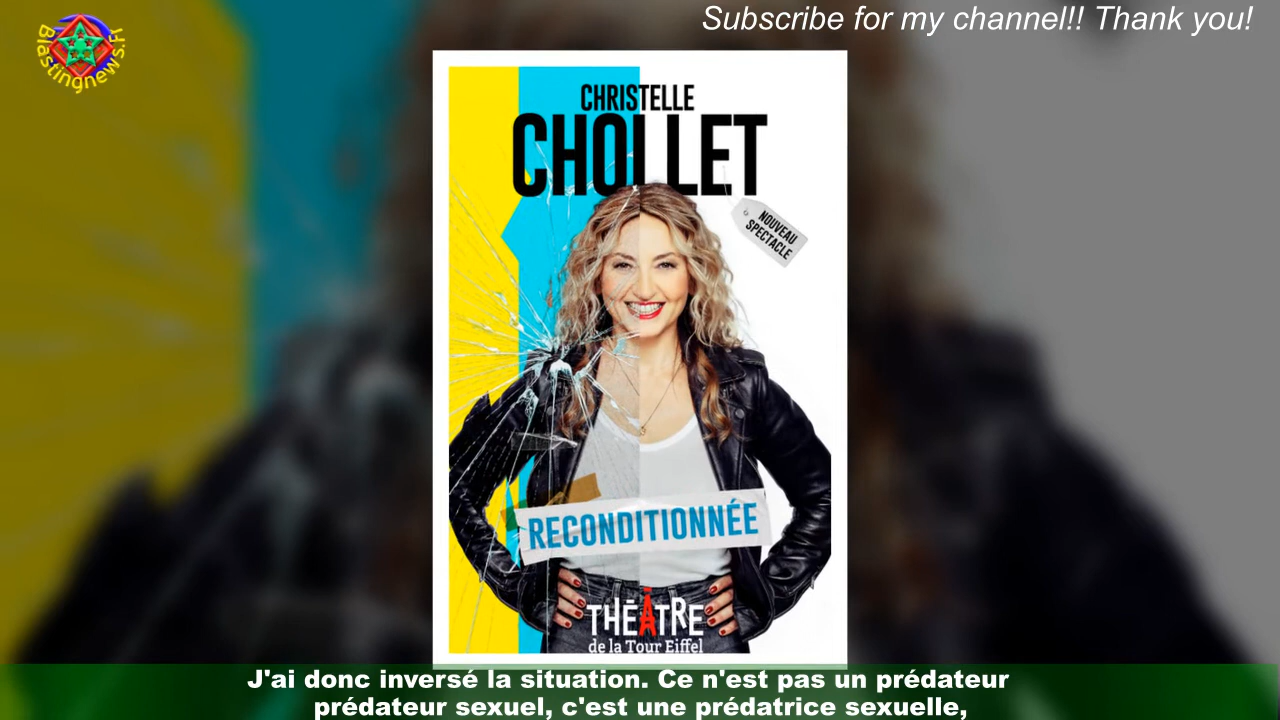 Subscribe for my channel!! Thank you!
Blastingnews.fr
CHRISTELLE
CHOLLET
NOUVEAU
SPECTACLE
RECONDITIONNÉE
THÉÂTRE
de la Tour Eiffel
J'ai donc inversé la situation. Ce n'est pas un prédateur
prédateur sexuel, c'est une prédatrice sexuelle,